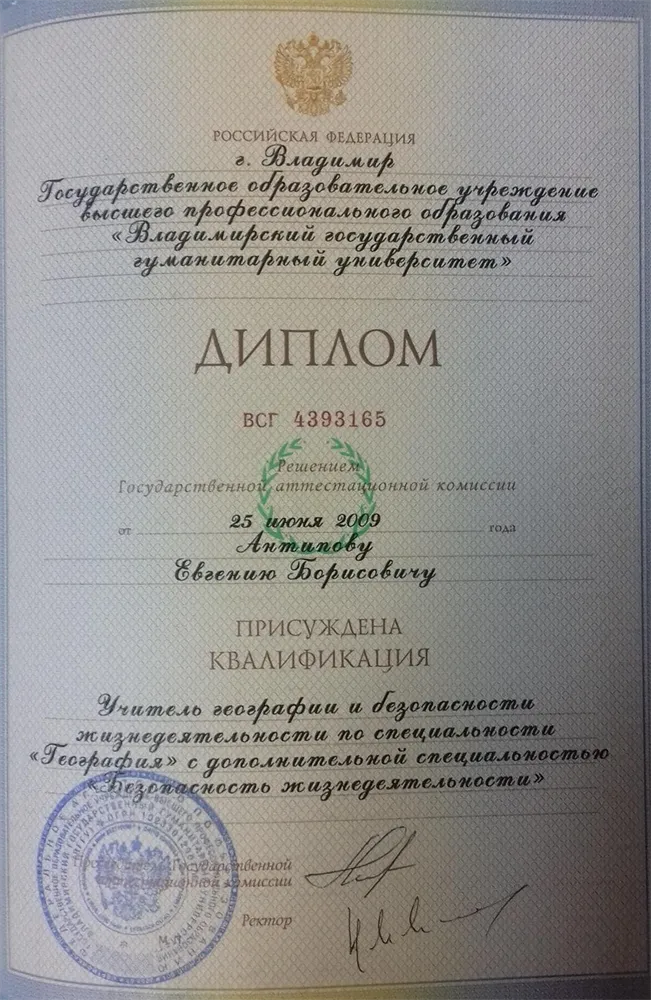 РОССИЙСКАЯ ФЕДЕРАЦИЯ
г. Владимир
Государственное образовательное учреждение
высшего профессионального образования
«Владимирский государственный
гуманитарный университет»
ДИПЛОМ
ВСГ 4393165
Решением
Государственной аттестационной комиссии
от 25 июня 2009 года
Антипову
Евгению Борисовичу
ПРИСУЖДЕНА
КВАЛИФИКАЦИЯ
Учитель географии и безопасности
жизнедеятельности по специальности
«География» с дополнительной специальностью
«Безопасность жизнедеятельности»
Государственной
комиссии
Ректор